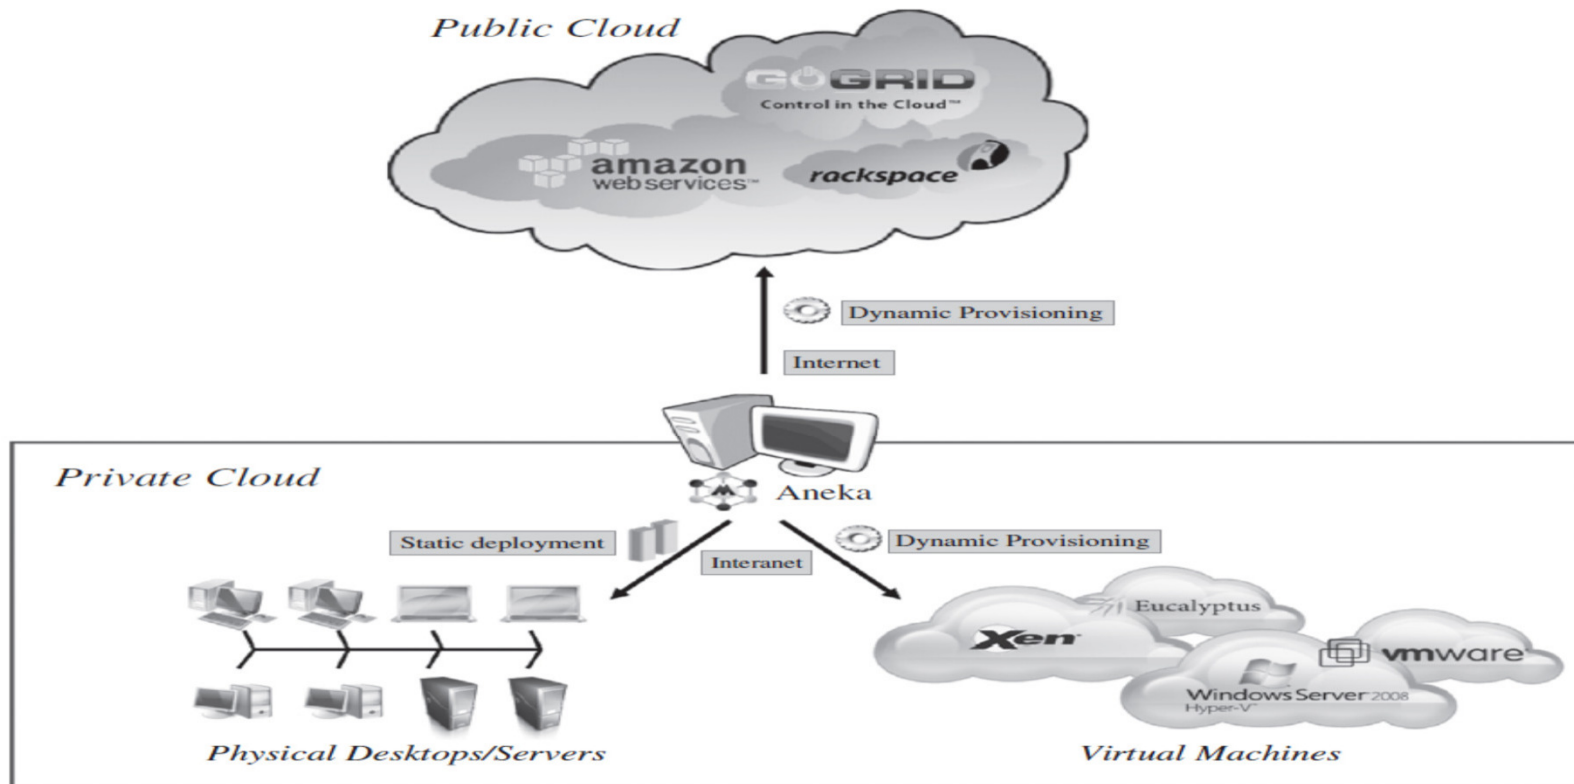 Public Cloud
GOGRID
Control in the Cloud™
amazon
webservices™
rackspace
Dynamic Provisioning
Internet
Private Cloud
Aneka
Static deployment
Dynamic Provisioning
Interanet
Eucalyptus
Xen
vmware
Windows Server 2008
Hyper-V
Physical Desktops/Servers
Virtual Machines